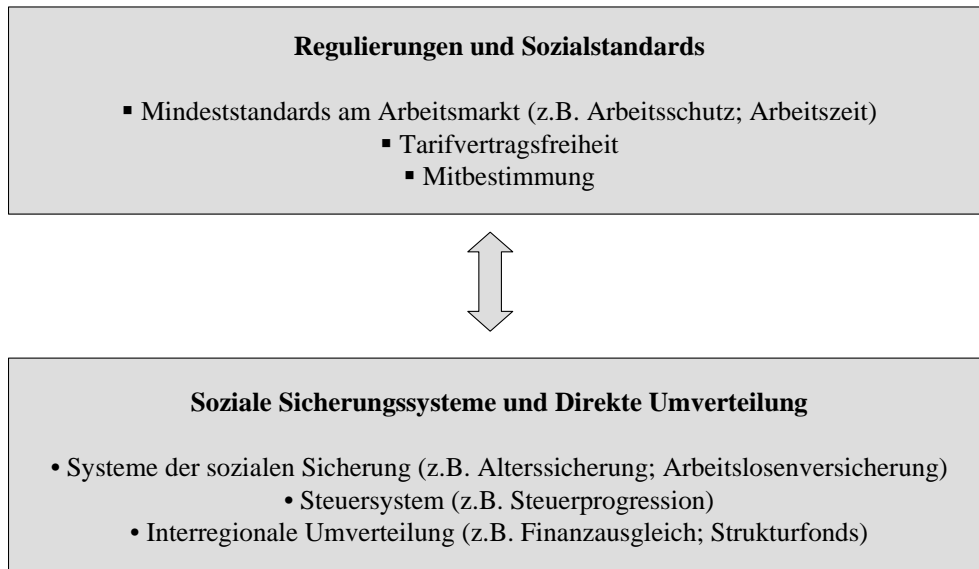 Regulierungen und Sozialstandards
▪ Mindeststandards am Arbeitsmarkt (z.B. Arbeitsschutz; Arbeitszeit)
▪ Tarifvertragsfreiheit
▪ Mitbestimmung
Soziale Sicherungssysteme und Direkte Umverteilung
• Systeme der sozialen Sicherung (z.B. Alterssicherung; Arbeitslosenversicherung)
• Steuersystem (z.B. Steuerprogression)
• Interregionale Umverteilung (z.B. Finanzausgleich; Strukturfonds)